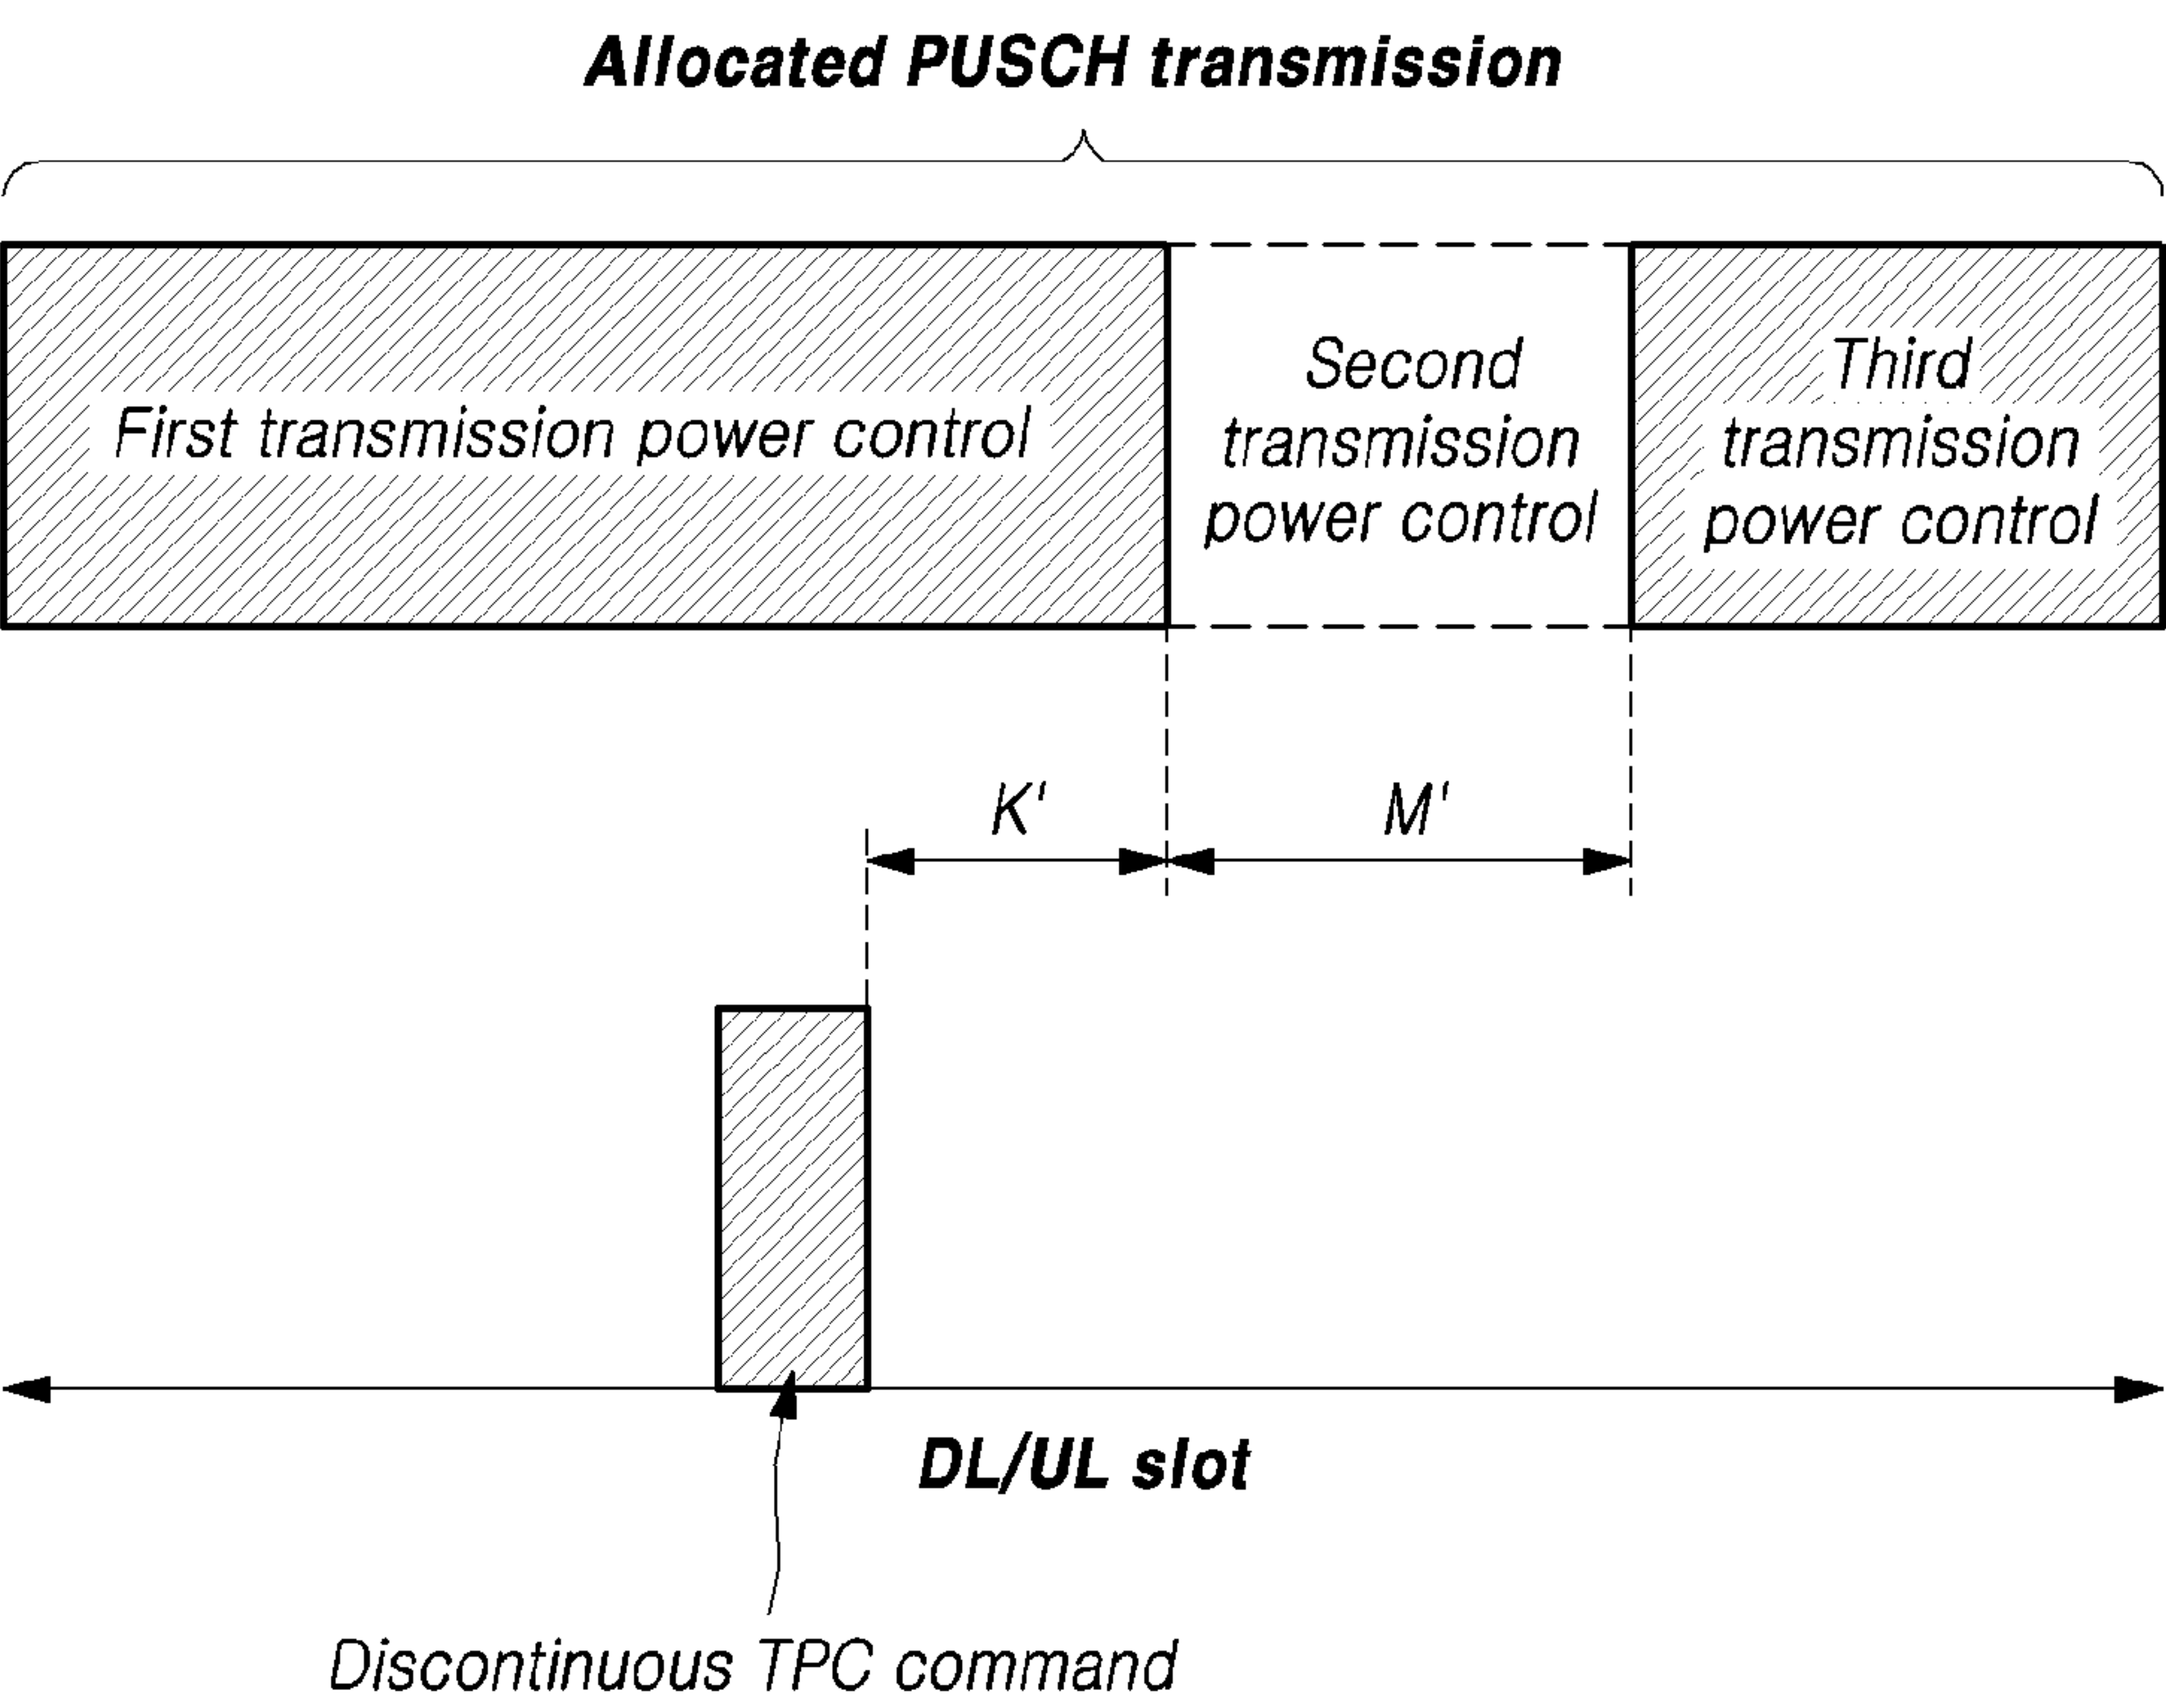 Allocated PUSCH transmission
First transmission power control
Second
transmission
power control
Third
transmission
power control
K'
M'
DL/UL slot
Discontinuous TPC command